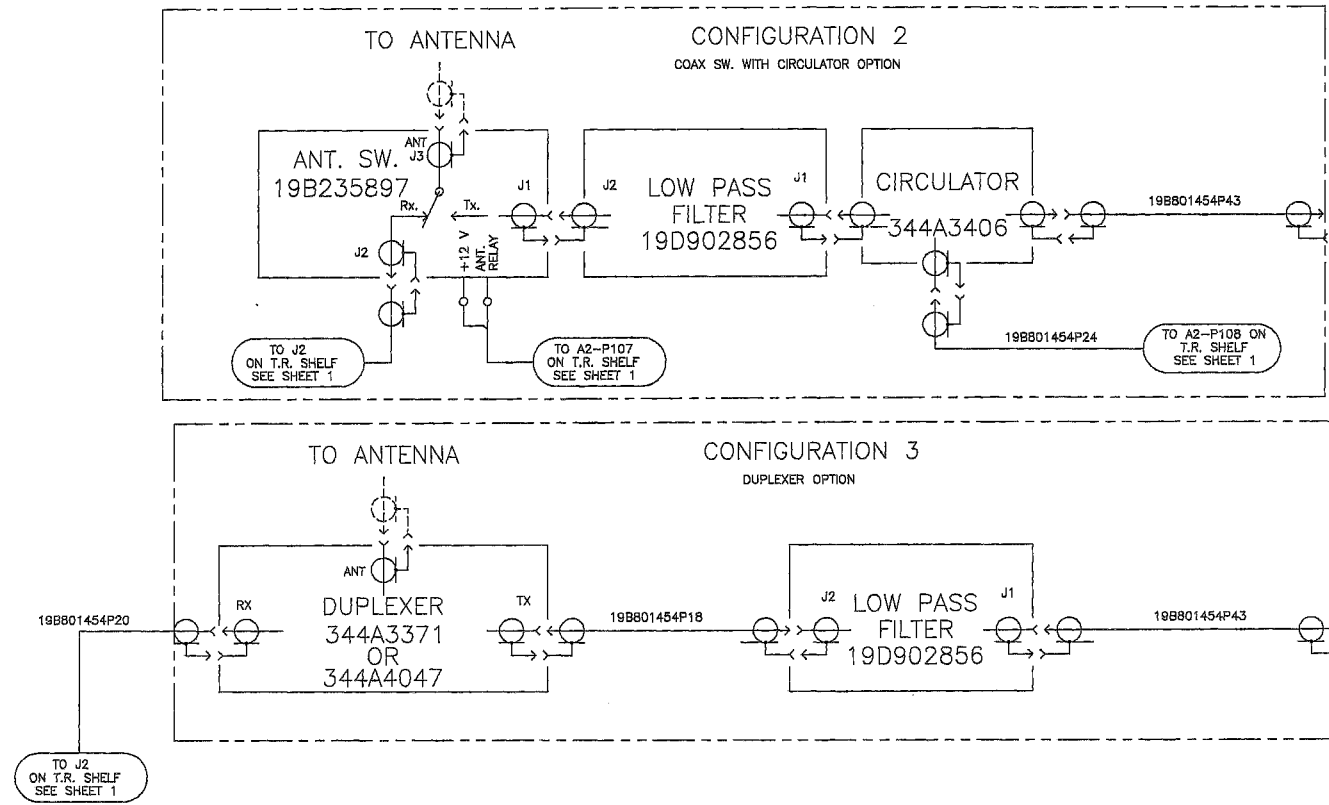 TO ANTENNA
CONFIGURATION 2
COAX SW. WITH CIRCULATOR OPTION
ANT
J3
ANT. SW.
19B235897
Rx.
Tx.
J1
J2
+12 V
ANT.
RELAY
J2
LOW PASS
FILTER
19D902856
J1
CIRCULATOR
344A3406
19B801454P43
19B801454P24
TO J2
ON T.R. SHELF
SEE SHEET 1
TO A2-P107
ON T.R. SHELF
SEE SHEET 1
TO A2-P108 ON
T.R. SHELF
SEE SHEET 1
TO ANTENNA
CONFIGURATION 3
DUPLEXER OPTION
ANT
19B801454P20
RX
DUPLEXER
344A3371
OR
344A4047
TX
19B801454P18
J2
LOW PASS
FILTER
19D902856
J1
19B801454P43
TO J2
ON T.R. SHELF
SEE SHEET 1